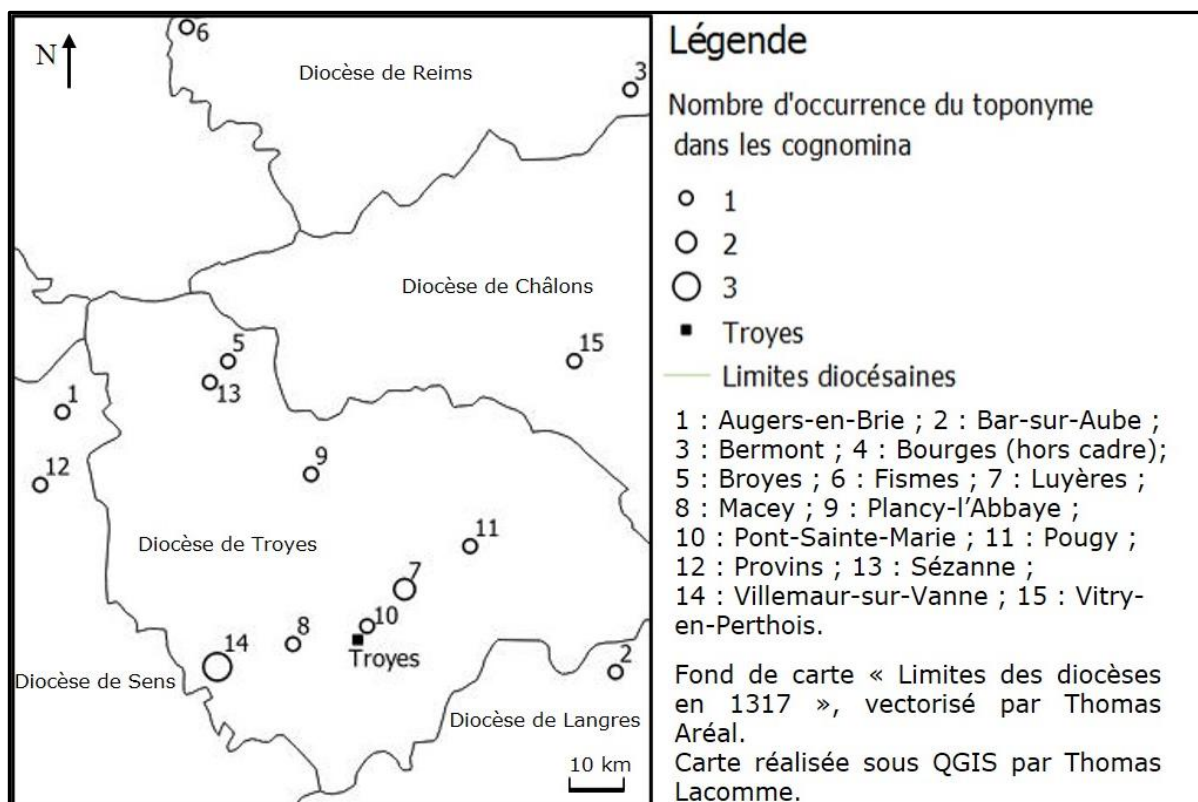 N
6
Diocèse de Reims
3
Diocèse de Châlons
5
15
13
1
12
9
11
Diocèse de Troyes
7
10
8
14
Troyes
2
Diocèse de Sens
Diocèse de Langres
10 km
Légende
Nombre d'occurrence du toponyme
dans les cognomina
1
2
3
Troyes
Limites diocésaines
1 : Augers-en-Brie ; 2 : Bar-sur-Aube ;
3 : Bermont ; 4 : Bourges (hors cadre);
5 : Broyes ; 6 : Fismes ; 7 : Luyères ;
8 : Macey ; 9 : Plancy-l’Abbaye ;
10 : Pont-Sainte-Marie ; 11 : Pougy ;
12 : Provins ; 13 : Sézanne ;
14 : Villemaur-sur-Vanne ; 15 : Vitry-
en-Perthois.
Fond de carte « Limites des diocèses
en 1317 », vectorisé par Thomas
Aréal.
Carte réalisée sous QGIS par Thomas
Lacomme.